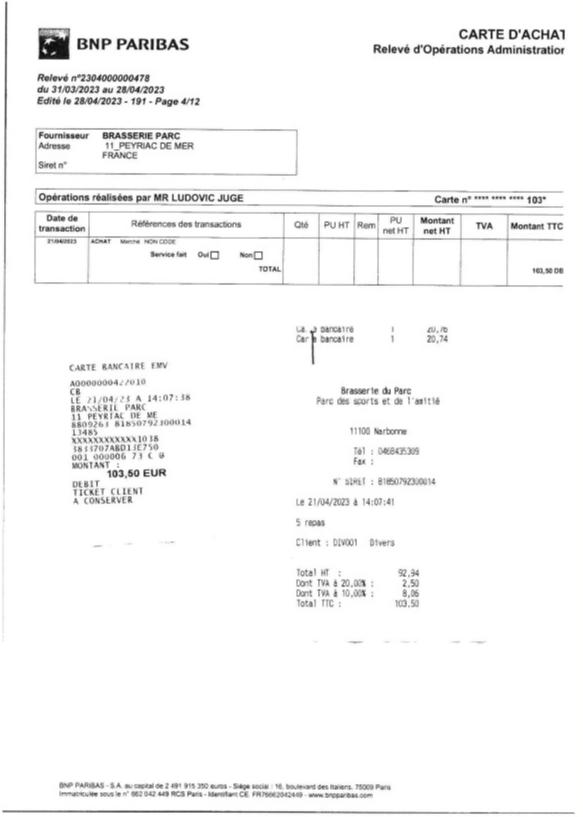 BNP PARIBAS
CARTE D'ACHAT
Relevé d'Opérations Administration
Relevé n°2304000000478
du 31/03/2023 au 28/04/2023
Edité le 28/04/2023 - 191 - Page 4/12
Fournisseur BRASSERIE PARC
Adresse 11_PEYRIAC DE MER
FRANCE
Siret n°
Opérations réalisées par MR LUDOVIC JUGE Carte n° **** **** **** 103*
Date de transaction Références des transactions Qté PU HT Rem PU net HT Montant net HT TVA Montant TTC
21/04/2023 ACHAT Marché NON CODE
Service fait Oui Non
TOTAL 103,50 DB
bancaire 1 20,76
bancaire 1 20,74
CARTE BANCAIRE EMV
A0000000422010
CB
LE 21/04/23 A 14:07:38
BRASSERIE PARC
11 PEYRIAC DE ME
8809263 81850792300014
13485
XXXXXXXXXXXX1038
3833707ABD13E750
001 000006 73 C @
MONTANT :
103,50 EUR
DEBIT
TICKET CLIENT
A CONSERVER
Brasserie du Parc
Parc des sports et de l'amitié
11100 Narbonne
Tél : 0468435309
Fax :
N° SIRET : 81850792300014
Le 21/04/2023 à 14:07:41
5 repas
Client : DIV001 Divers
Total HT : 92,94
Dont TVA à 20,00% : 2,50
Dont TVA à 10,00% : 8,06
Total TTC : 103,50
BNP PARIBAS - S.A. au capital de 2 491 915 350 euros - Siège social : 16, boulevard des Italiens, 75009 Paris
Immatriculée sous le n° 662 042 449 RCS Paris - Identifiant CE FR76662042449 - www.bnpparibas.com